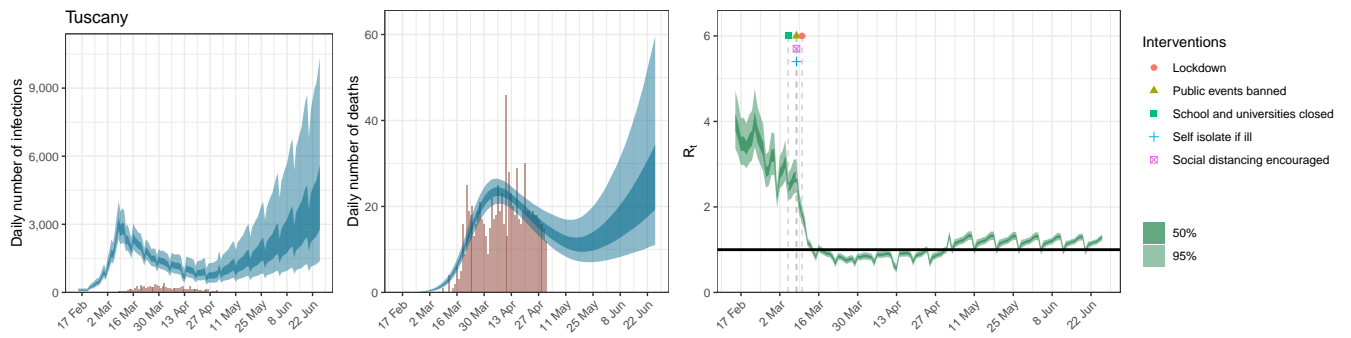 Tuscany
Daily number of infections
9,000
6,000
3,000
0
17 Feb
2 Mar
16 Mar
30 Mar
13 Apr
27 Apr
11 May
25 May
8 Jun
22 Jun
Daily number of deaths
60
40
20
0
17 Feb
2 Mar
16 Mar
30 Mar
13 Apr
27 Apr
11 May
25 May
8 Jun
22 Jun
Rt
6
4
2
0
17 Feb
2 Mar
16 Mar
30 Mar
13 Apr
27 Apr
11 May
25 May
8 Jun
22 Jun
Interventions
Lockdown
Public events banned
School and universities closed
Self isolate if ill
Social distancing encouraged
50%
95%